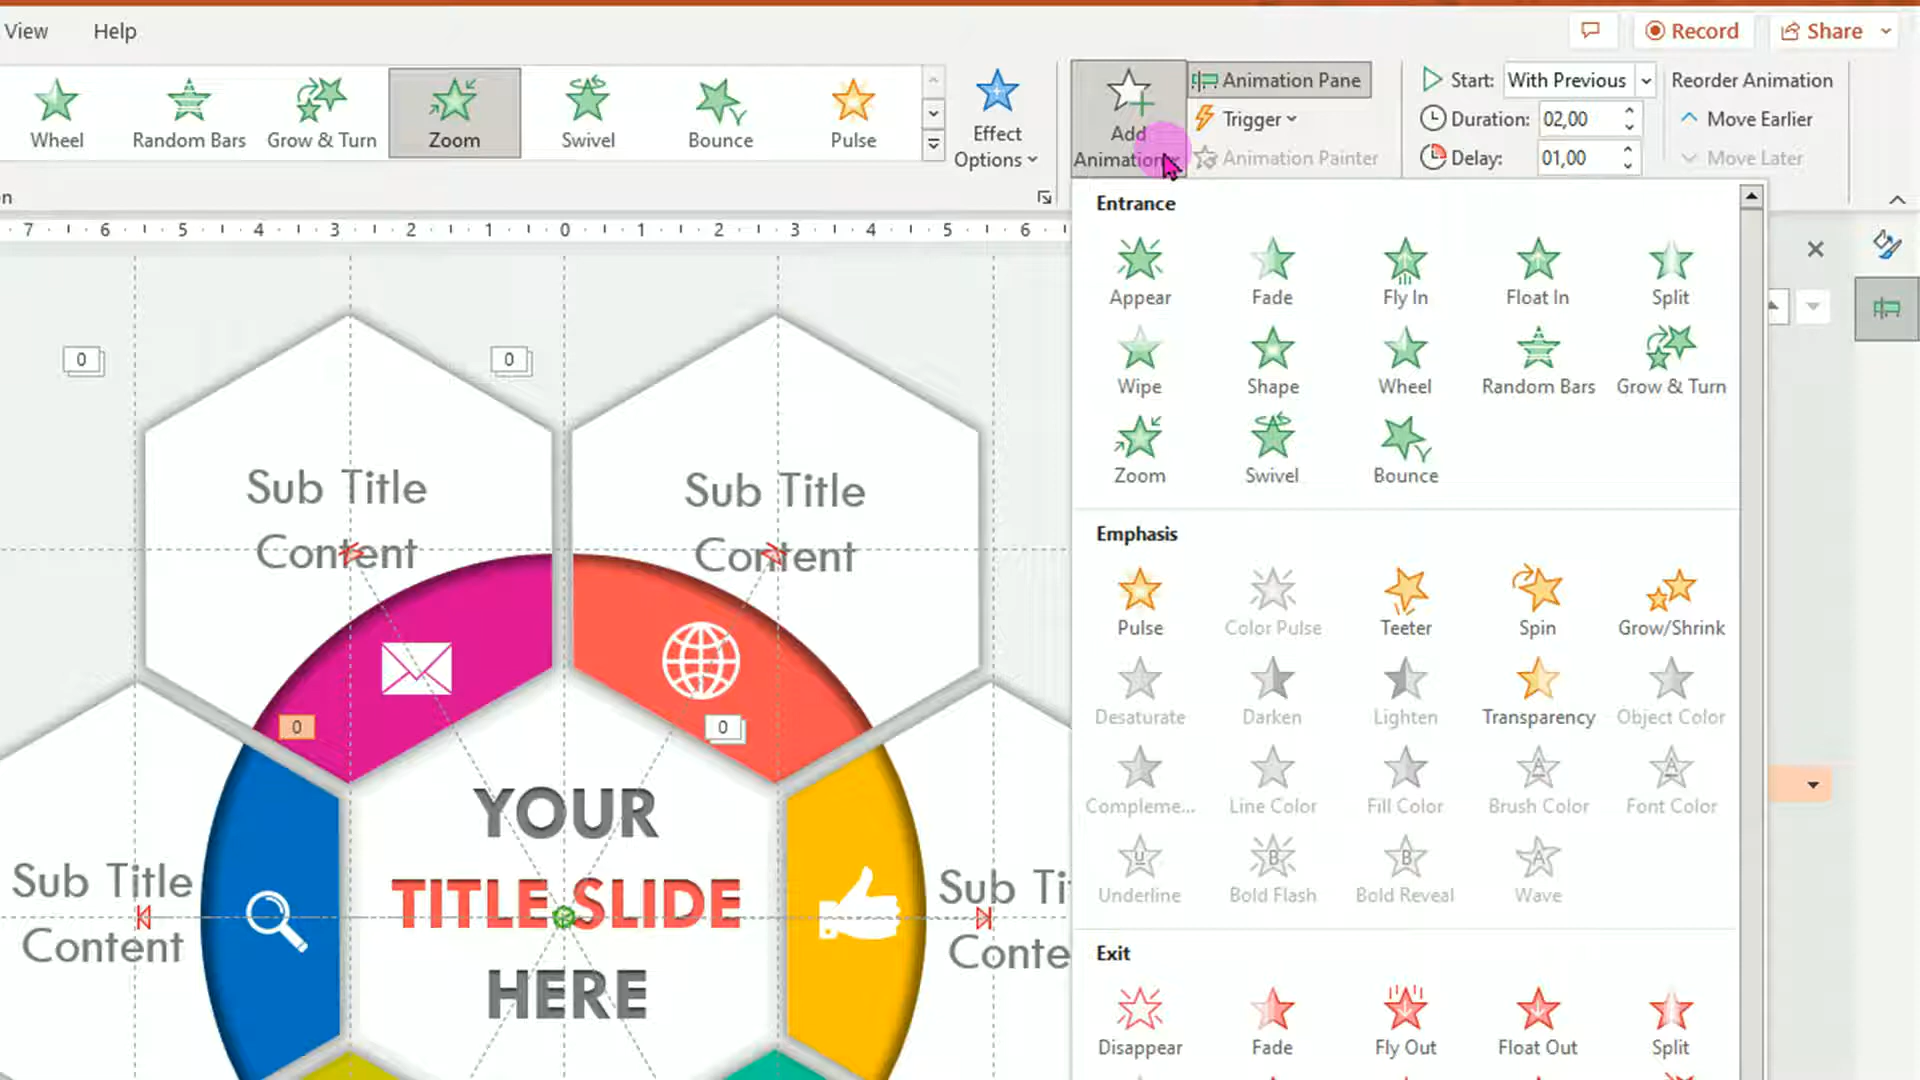 View Help Record Share
Wheel Random Bars Grow & Turn Zoom Swivel Bounce Pulse
Effect Options
Add Animation
Animation Pane
Trigger
Animation Painter
Start: With Previous
Duration: 02,00
Delay: 01,00
Reorder Animation
Move Earlier
Move Later
n
7 6 5 4 3 2 1 0 1 2 3 4 5 6
Entrance
Appear Fade Fly In Float In Split
Wipe Shape Wheel Random Bars Grow & Turn
Zoom Swivel Bounce
Emphasis
Pulse Color Pulse Teeter Spin Grow/Shrink
Desaturate Darken Lighten Transparency Object Color
Compleme... Line Color Fill Color Brush Color Font Color
Underline Bold Flash Bold Reveal Wave
Exit
Disappear Fade Fly Out Float Out Split
0
0
Sub Title
Content
Sub Title
Content
0
0
YOUR
TITLE SLIDE
HERE
Sub Title
Content
Sub Ti
Conte